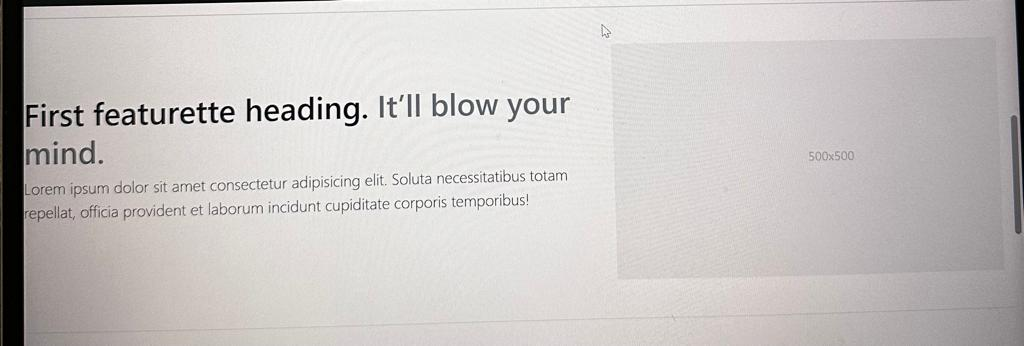 First featurette heading. It'll blow your
mind.
Lorem ipsum dolor sit amet consectetur adipisicing elit. Soluta necessitatibus totam
repellat, officia provident et laborum incidunt cupiditate corporis temporibus!
500x500